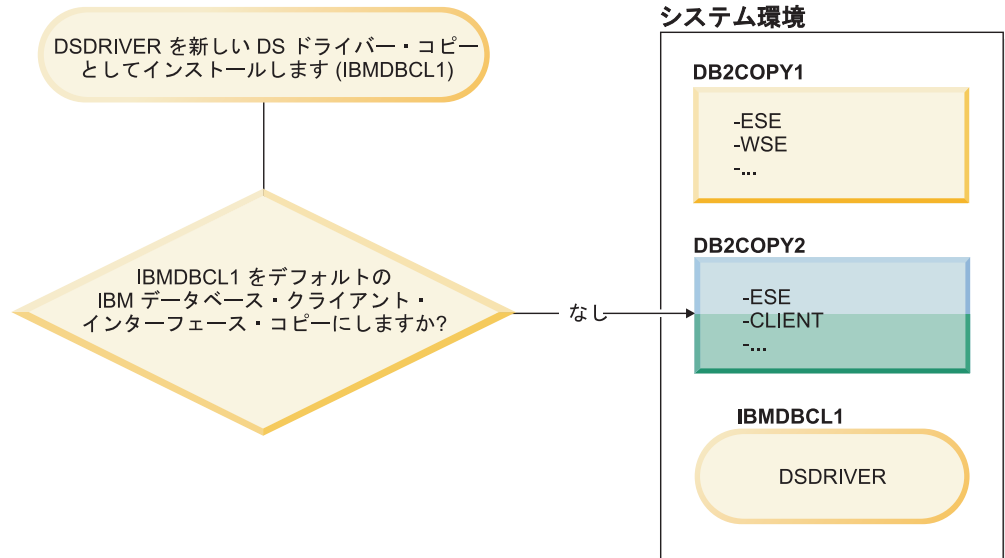 DSDRIVER を新しい DS ドライバー・コピー
としてインストールします (IBMDBCL1)
IBMDBCL1 をデフォルトの
IBM データベース・クライアント・
インターフェース・コピーにしますか?
なし
システム環境
DB2COPY1
-ESE
-WSE
-...
DB2COPY2
-ESE
-CLIENT
-...
IBMDBCL1
DSDRIVER